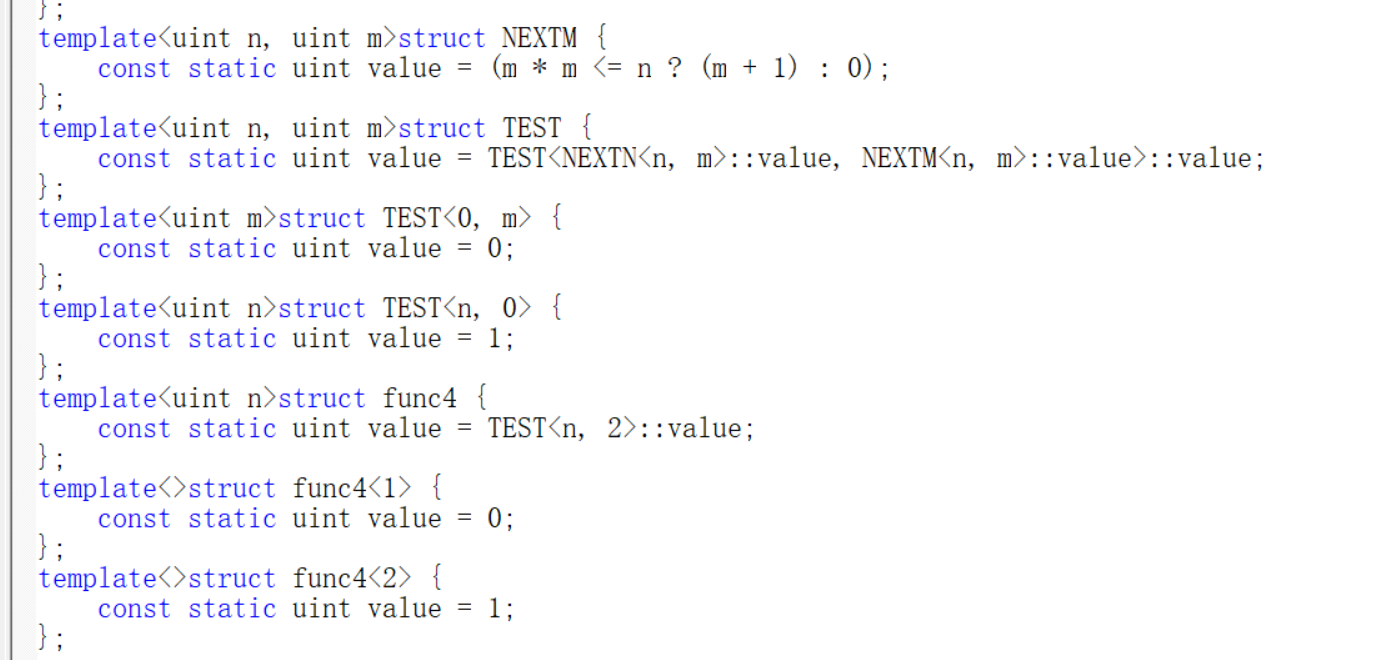 };
template<uint n, uint m>struct NEXTM {
    const static uint value = (m * m <= n ? (m + 1) : 0);
};
template<uint n, uint m>struct TEST {
    const static uint value = TEST<NEXTN<n, m>::value, NEXTM<n, m>::value>::value;
};
template<uint m>struct TEST<0, m> {
    const static uint value = 0;
};
template<uint n>struct TEST<n, 0> {
    const static uint value = 1;
};
template<uint n>struct func4 {
    const static uint value = TEST<n, 2>::value;
};
template<>struct func4<1> {
    const static uint value = 0;
};
template<>struct func4<2> {
    const static uint value = 1;
};